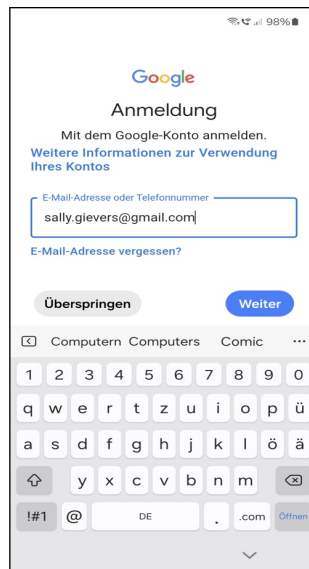 98%
Google
Anmeldung
Mit dem Google-Konto anmelden.
Weitere Informationen zur Verwendung
Ihres Kontos
E-Mail-Adresse oder Telefonnummer
sally.gievers@gmail.com
E-Mail-Adresse vergessen?
Überspringen Weiter
Computern Computers Comic ...
1 2 3 4 5 6 7 8 9 0
q w e r t z u i o p ü
a s d f g h j k l ö ä
y x c v b n m
!#1 @ DE . .com Öffnen